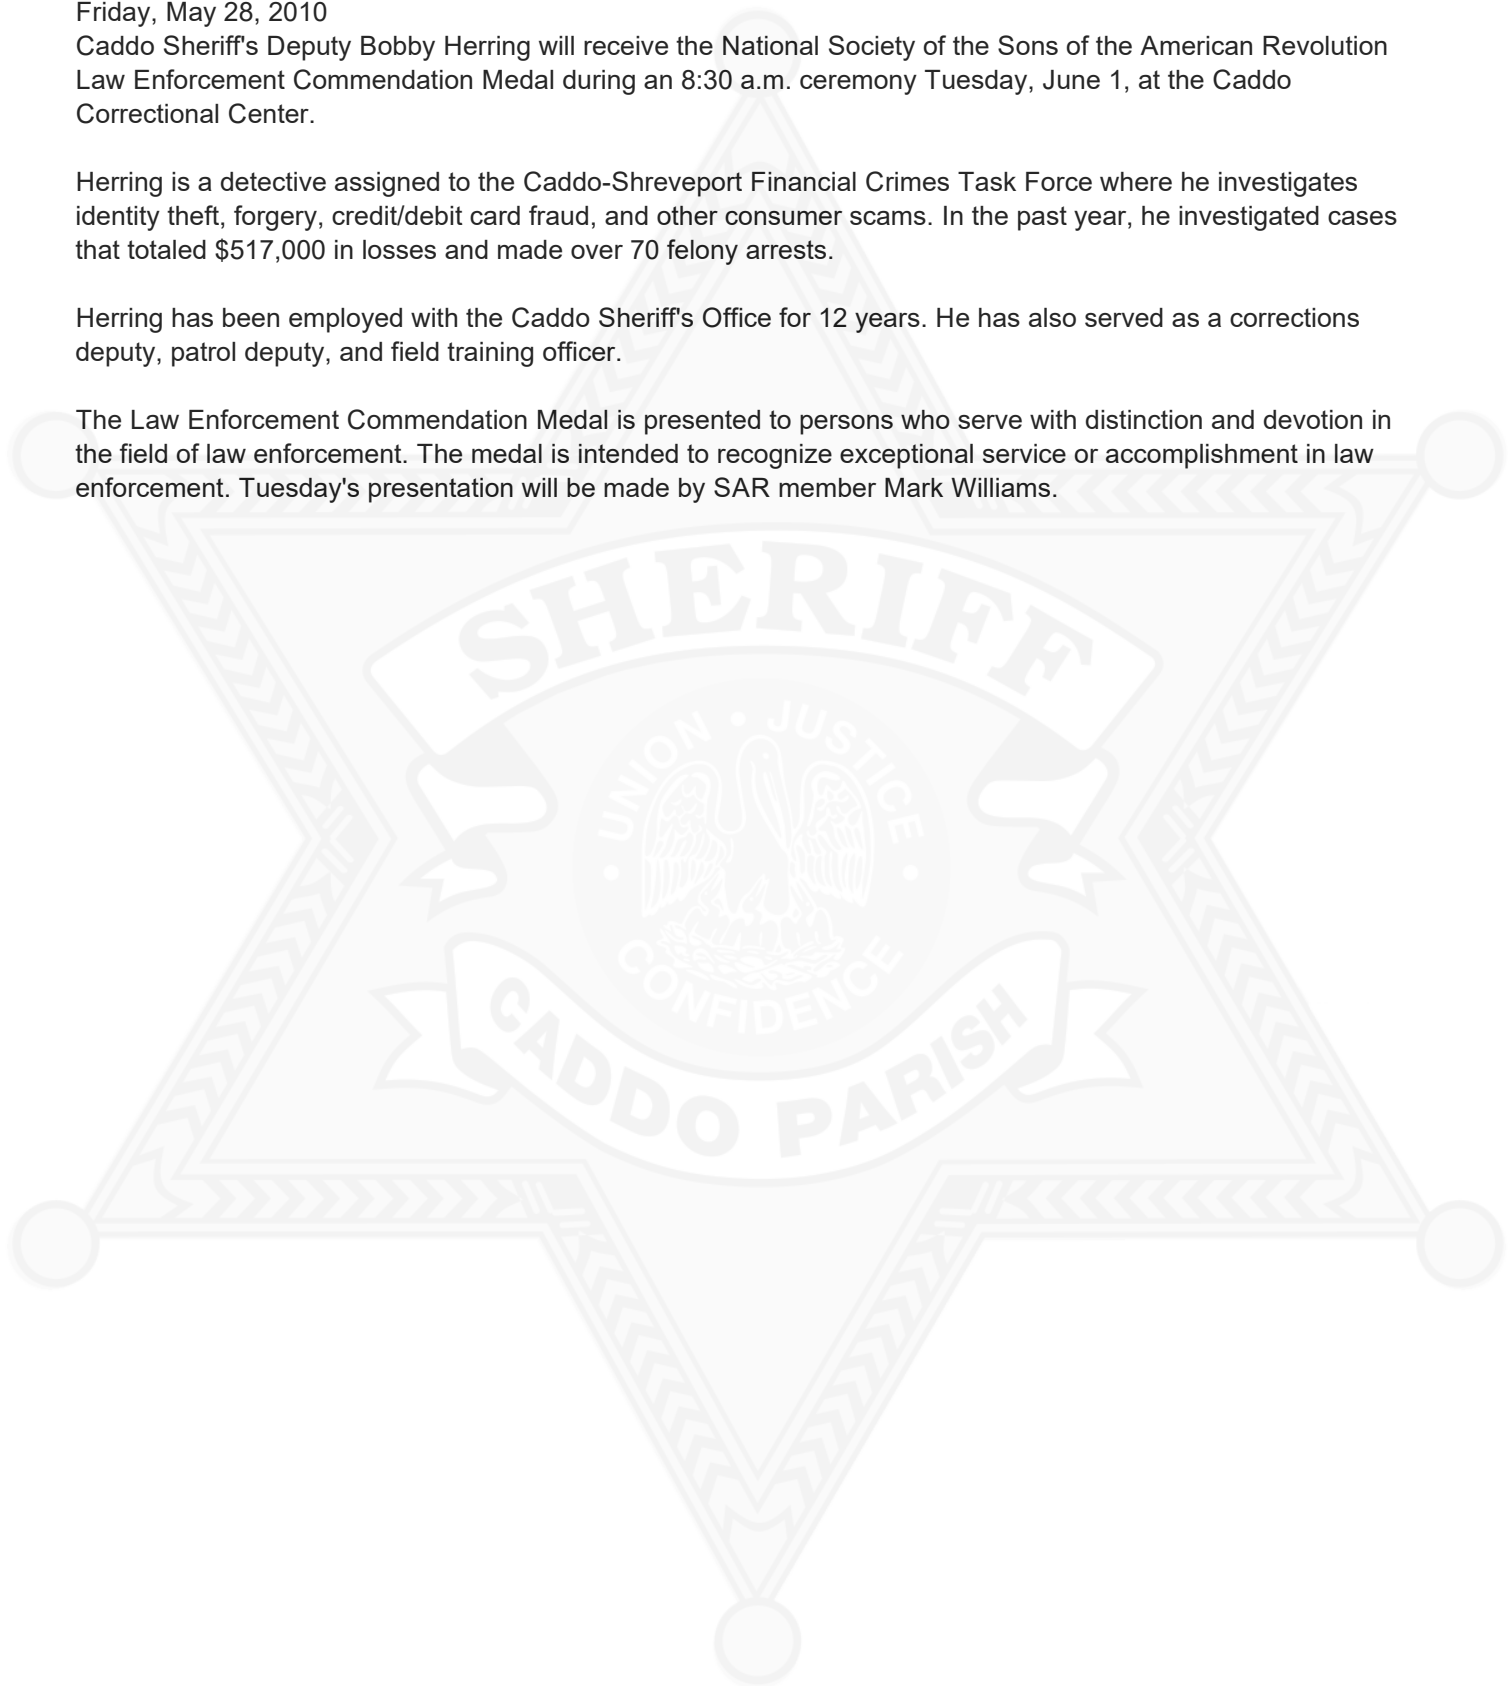 Friday, May 28, 2010
Caddo Sheriff's Deputy Bobby Herring will receive the National Society of the Sons of the American Revolution
Law Enforcement Commendation Medal during an 8:30 a.m. ceremony Tuesday, June 1, at the Caddo
Correctional Center.
Herring is a detective assigned to the Caddo-Shreveport Financial Crimes Task Force where he investigates
identity theft, forgery, credit/debit card fraud, and other consumer scams. In the past year, he investigated cases
that totaled $517,000 in losses and made over 70 felony arrests.
Herring has been employed with the Caddo Sheriff's Office for 12 years. He has also served as a corrections
deputy, patrol deputy, and field training officer.
The Law Enforcement Commendation Medal is presented to persons who serve with distinction and devotion in
the field of law enforcement. The medal is intended to recognize exceptional service or accomplishment in law
enforcement. Tuesday's presentation will be made by SAR member Mark Williams.
SHERIFF
UNION • JUSTICE
• CONFIDENCE •
CADDO PARISH